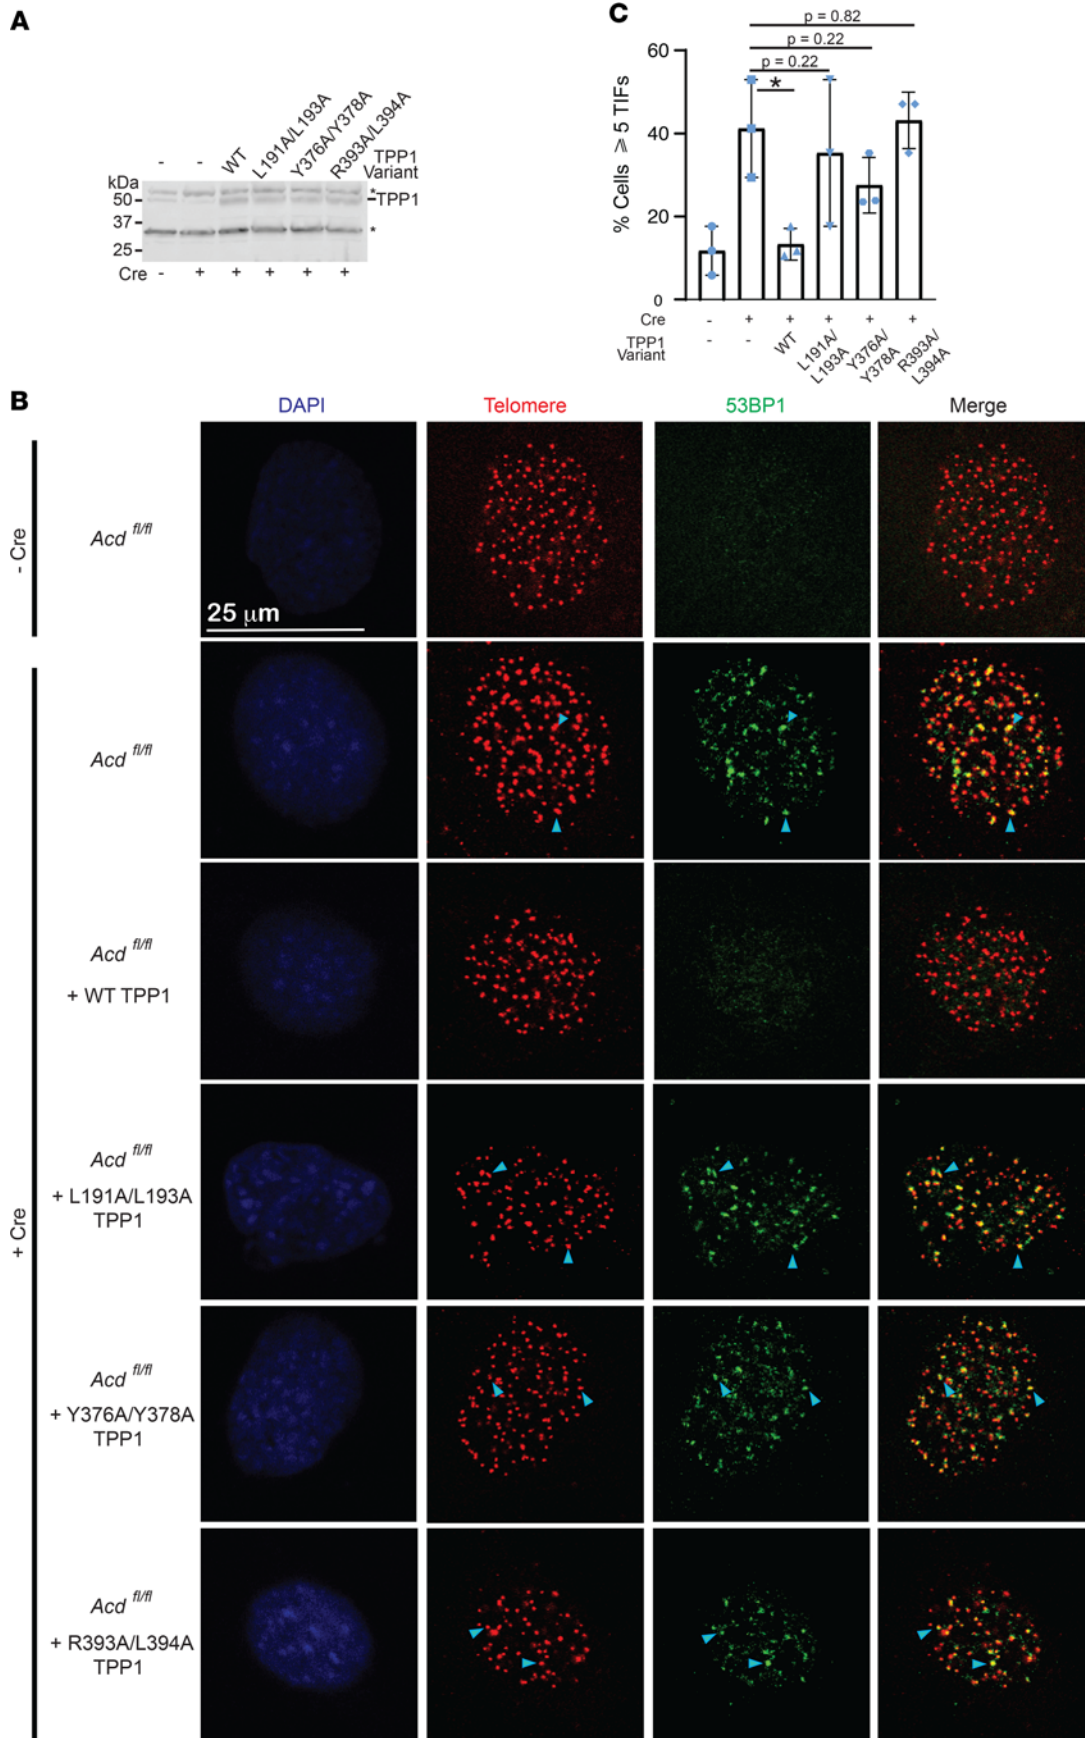 A
- - WT L191A/L193A Y376A/Y378A R393A/L394A TPP1 Variant
kDa
50
37
25
*
TPP1
*
Cre - + + + + +
C
p = 0.82
p = 0.22
p = 0.22
*
% Cells ⩾ 5 TIFs
60
40
20
0
Cre - + + + + +
TPP1 Variant - - WT L191A/L193A Y376A/Y378A R393A/L394A
B
DAPI Telomere 53BP1 Merge
- Cre
Acd fl/fl
25 μm
+ Cre
Acd fl/fl
Acd fl/fl
+ WT TPP1
Acd fl/fl
+ L191A/L193A
TPP1
Acd fl/fl
+ Y376A/Y378A
TPP1
Acd fl/fl
+ R393A/L394A
TPP1